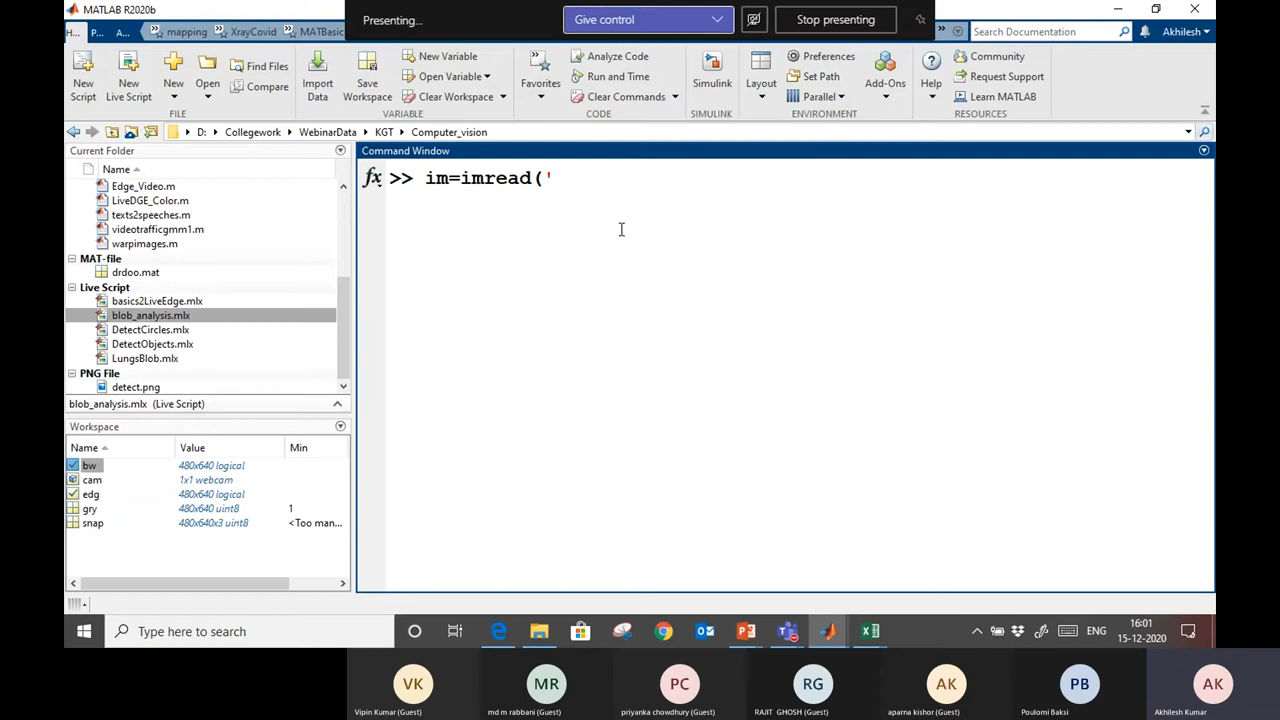 MATLAB R2020b
Presenting...
Give control
Stop presenting
H...
P...
A...
mapping
XrayCovid
MATBasic
Search Documentation
Akhilesh
New Script
New Live Script
New
Open
Find Files
Compare
FILE
Import Data
Save Workspace
New Variable
Open Variable
Clear Workspace
VARIABLE
Favorites
Analyze Code
Run and Time
Clear Commands
CODE
Simulink
SIMULINK
Layout
Preferences
Set Path
Parallel
Add-Ons
ENVIRONMENT
Help
Community
Request Support
Learn MATLAB
RESOURCES
D: Collegework WebinarData KGT Computer_vision
Current Folder
Name
Edge_Video.m
LiveDGE_Color.m
texts2speeches.m
videotrafficgmm1.m
warpimages.m
MAT-file
drdoo.mat
Live Script
basics2LiveEdge.mlx
blob_analysis.mlx
DetectCircles.mlx
DetectObjects.mlx
LungsBlob.mlx
PNG File
detect.png
blob_analysis.mlx (Live Script)
Workspace
Name Value Min
bw 480x640 logical
cam 1x1 webcam
edg 480x640 logical
gry 480x640 uint8 1
snap 480x640x3 uint8 <Too man...
Command Window
fx >> im=imread('
Type here to search
ENG
16:01
15-12-2020
VK
Vipin Kumar (Guest)
MR
md m rabbani (Guest)
PC
priyanka chowdhury (Guest)
RG
RAJIT GHOSH (Guest)
AK
aparna kishor (Guest)
PB
Poulomi Baksi
AK
Akhilesh Kumar